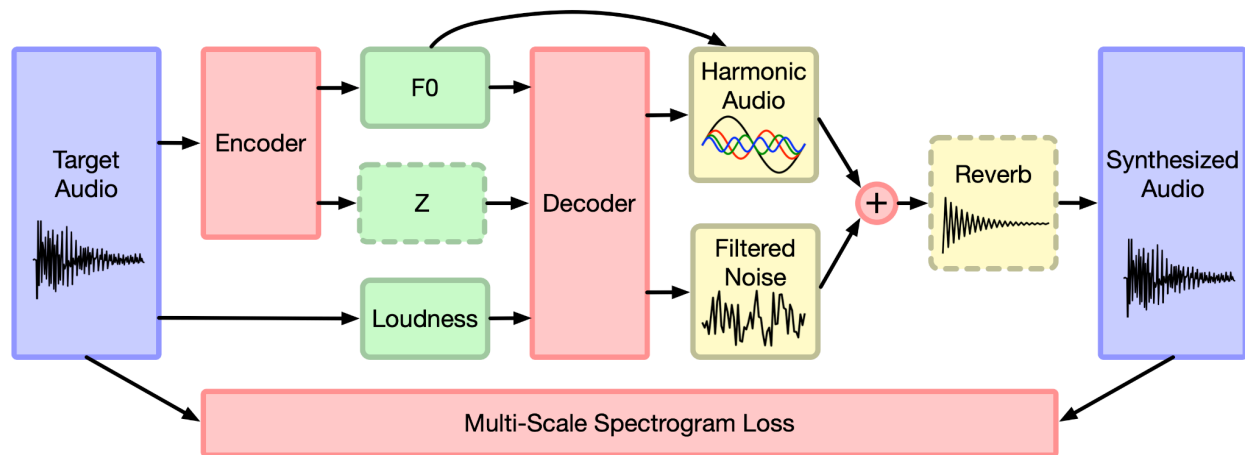 Target
Audio
Encoder
F0
Z
Loudness
Decoder
Harmonic
Audio
Filtered
Noise
+
Reverb
Synthesized
Audio
Multi-Scale Spectrogram Loss